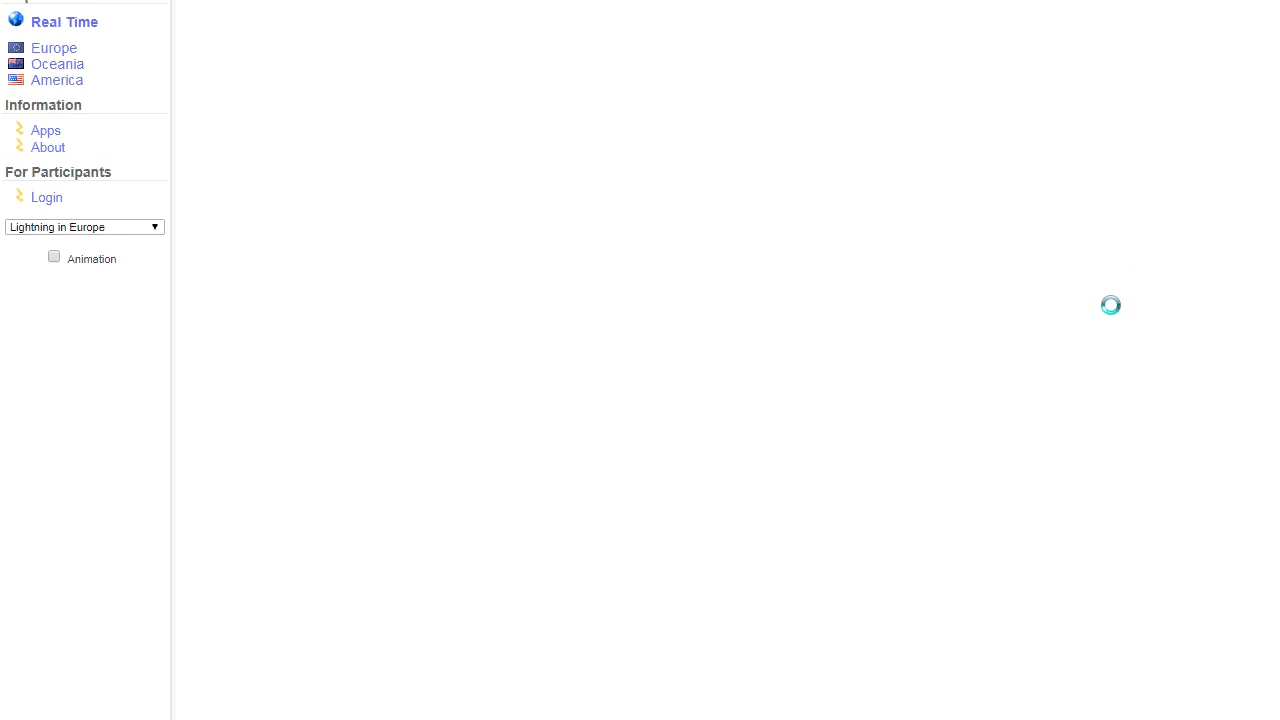 Real Time
Europe
Oceania
America
Information
Apps
About
For Participants
Login
Lightning in Europe
Animation